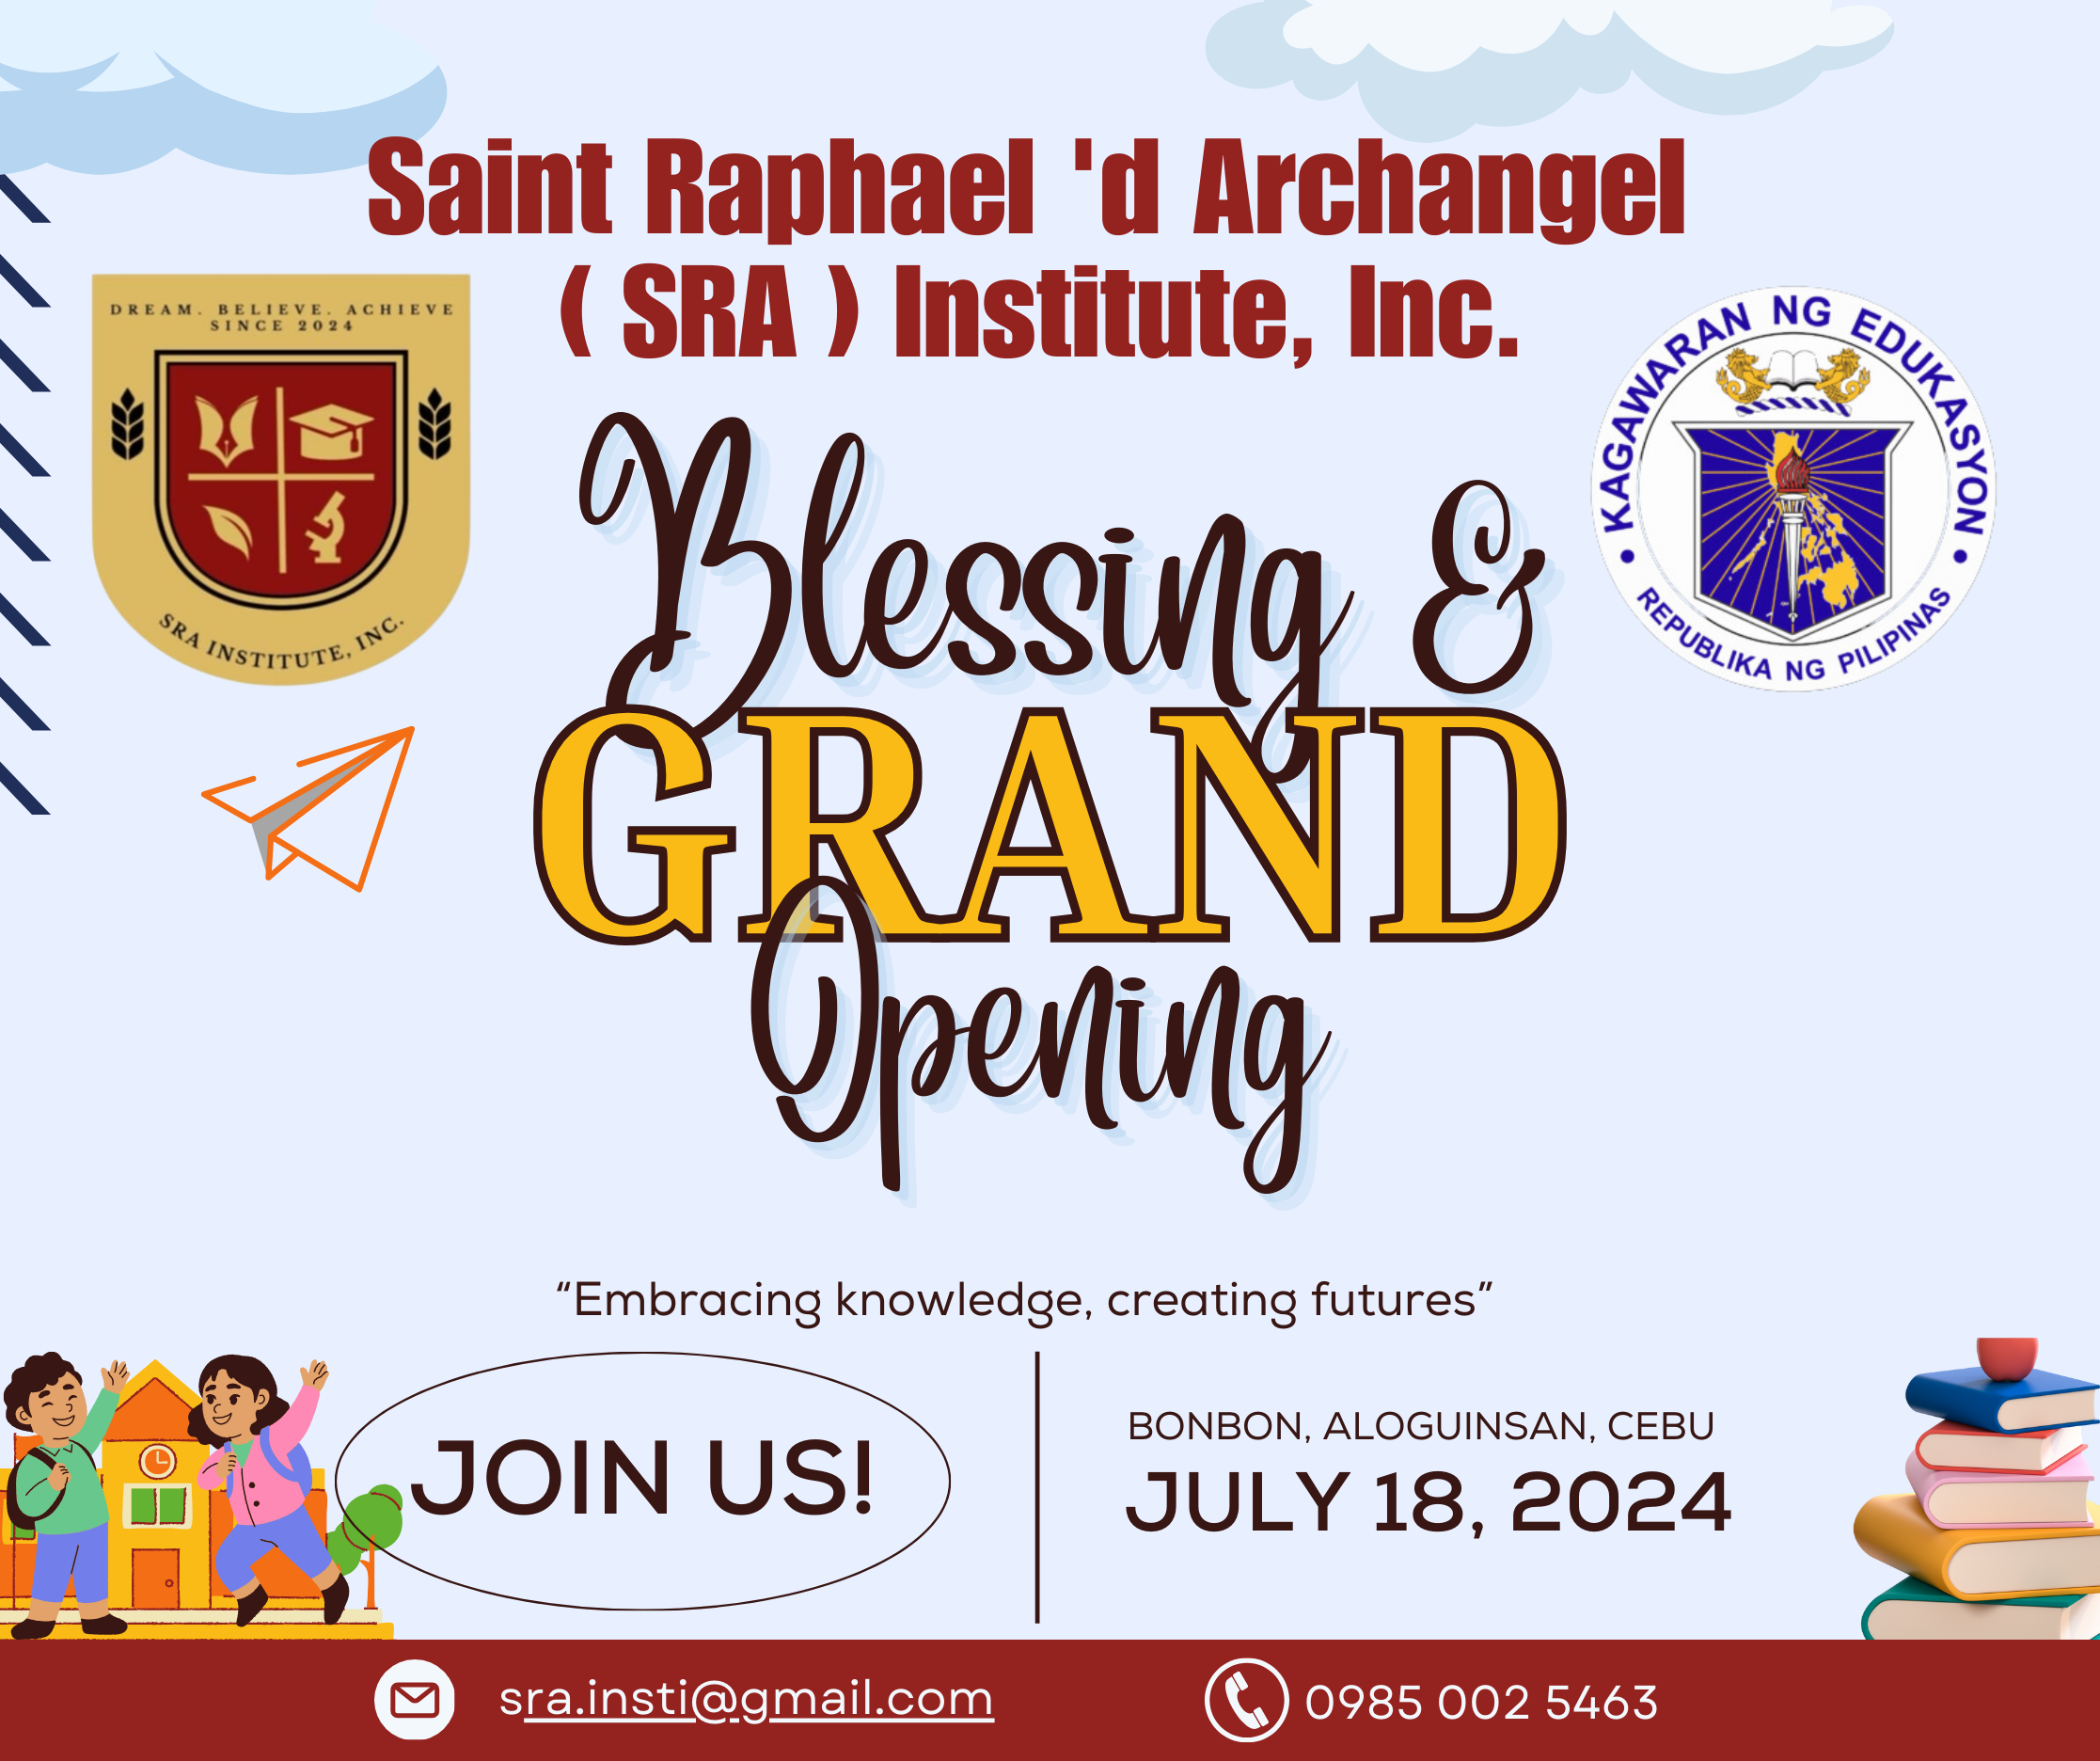 Saint Raphael 'd Archangel
( SRA ) Institute, Inc.
DREAM. BELIEVE. ACHIEVE
SINCE 2024
SRA INSTITUTE, INC.
KAGAWARAN NG EDUKASYON
REPUBLIKA NG PILIPINAS
Blessing &
GRAND
Opening
“Embracing knowledge, creating futures”
JOIN US!
BONBON, ALOGUINSAN, CEBU
JULY 18, 2024
sra.insti@gmail.com
0985 002 5463